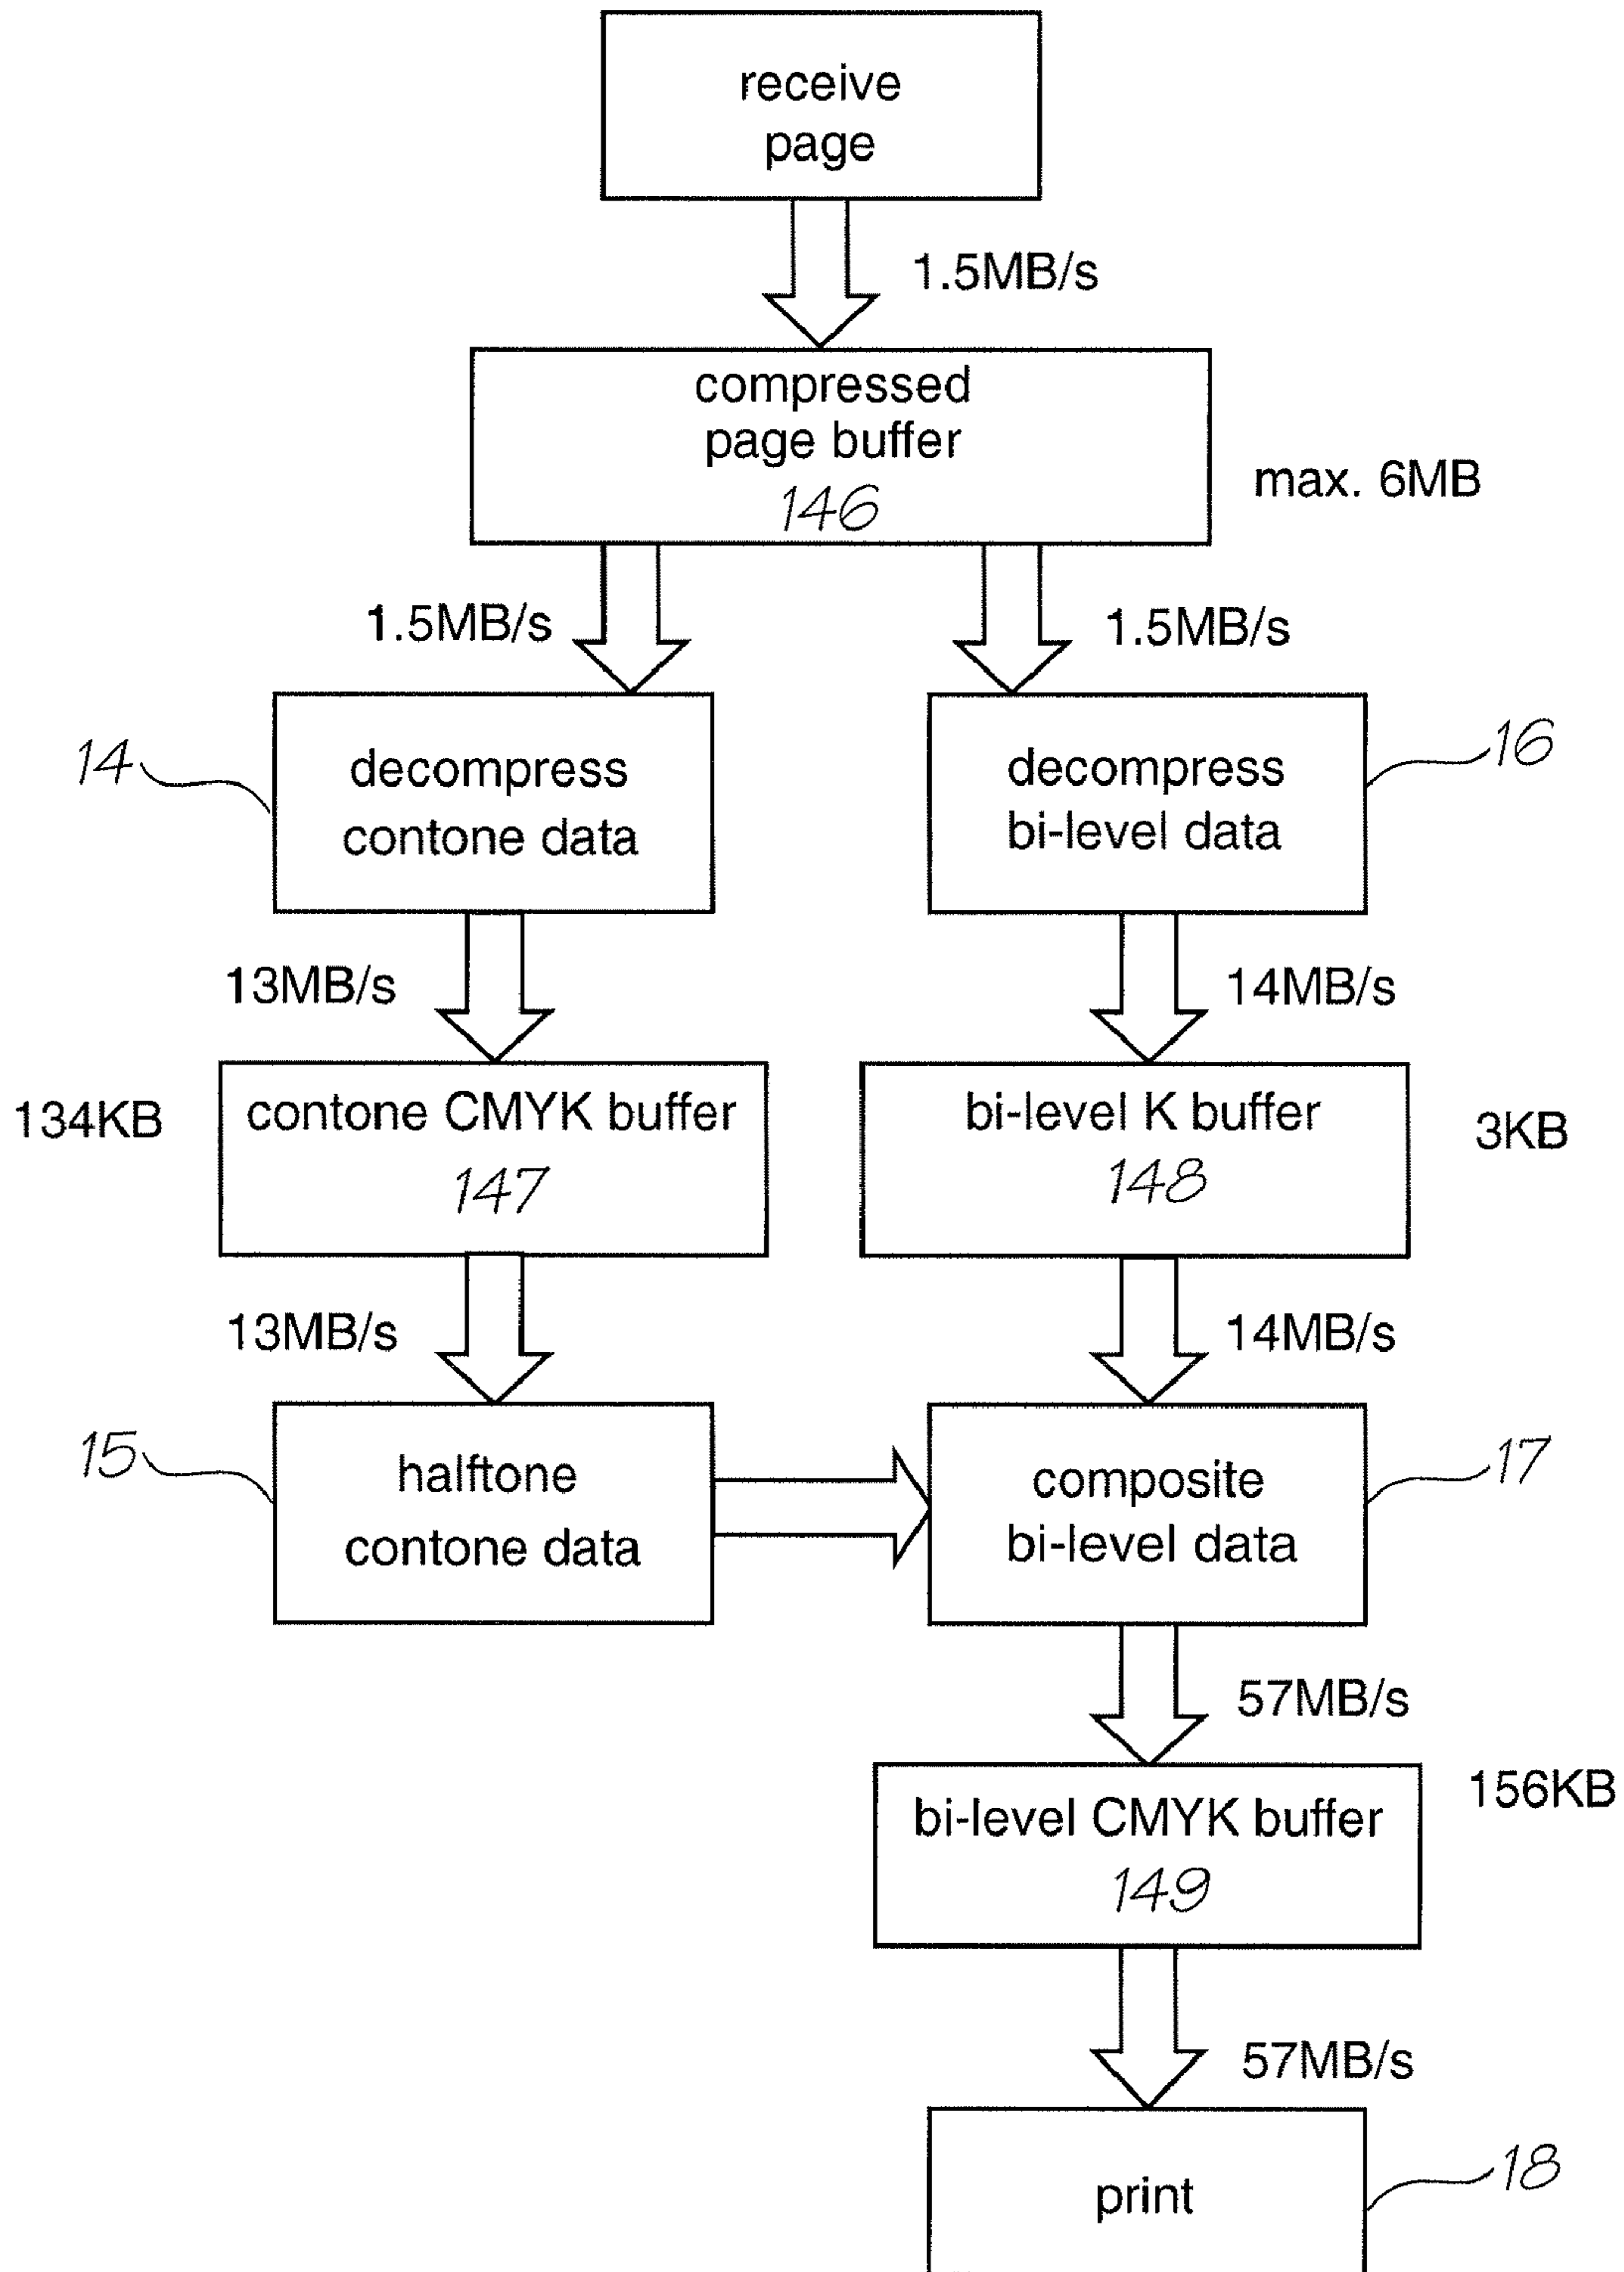 receive
page
1.5MB/s
compressed
page buffer
146
max. 6MB
1.5MB/s
1.5MB/s
14
decompress
contone data
decompress
bi-level data
16
13MB/s
14MB/s
134KB
contone CMYK buffer
147
bi-level K buffer
148
3KB
13MB/s
14MB/s
15
halftone
contone data
composite
bi-level data
17
57MB/s
bi-level CMYK buffer
149
156KB
57MB/s
print
18